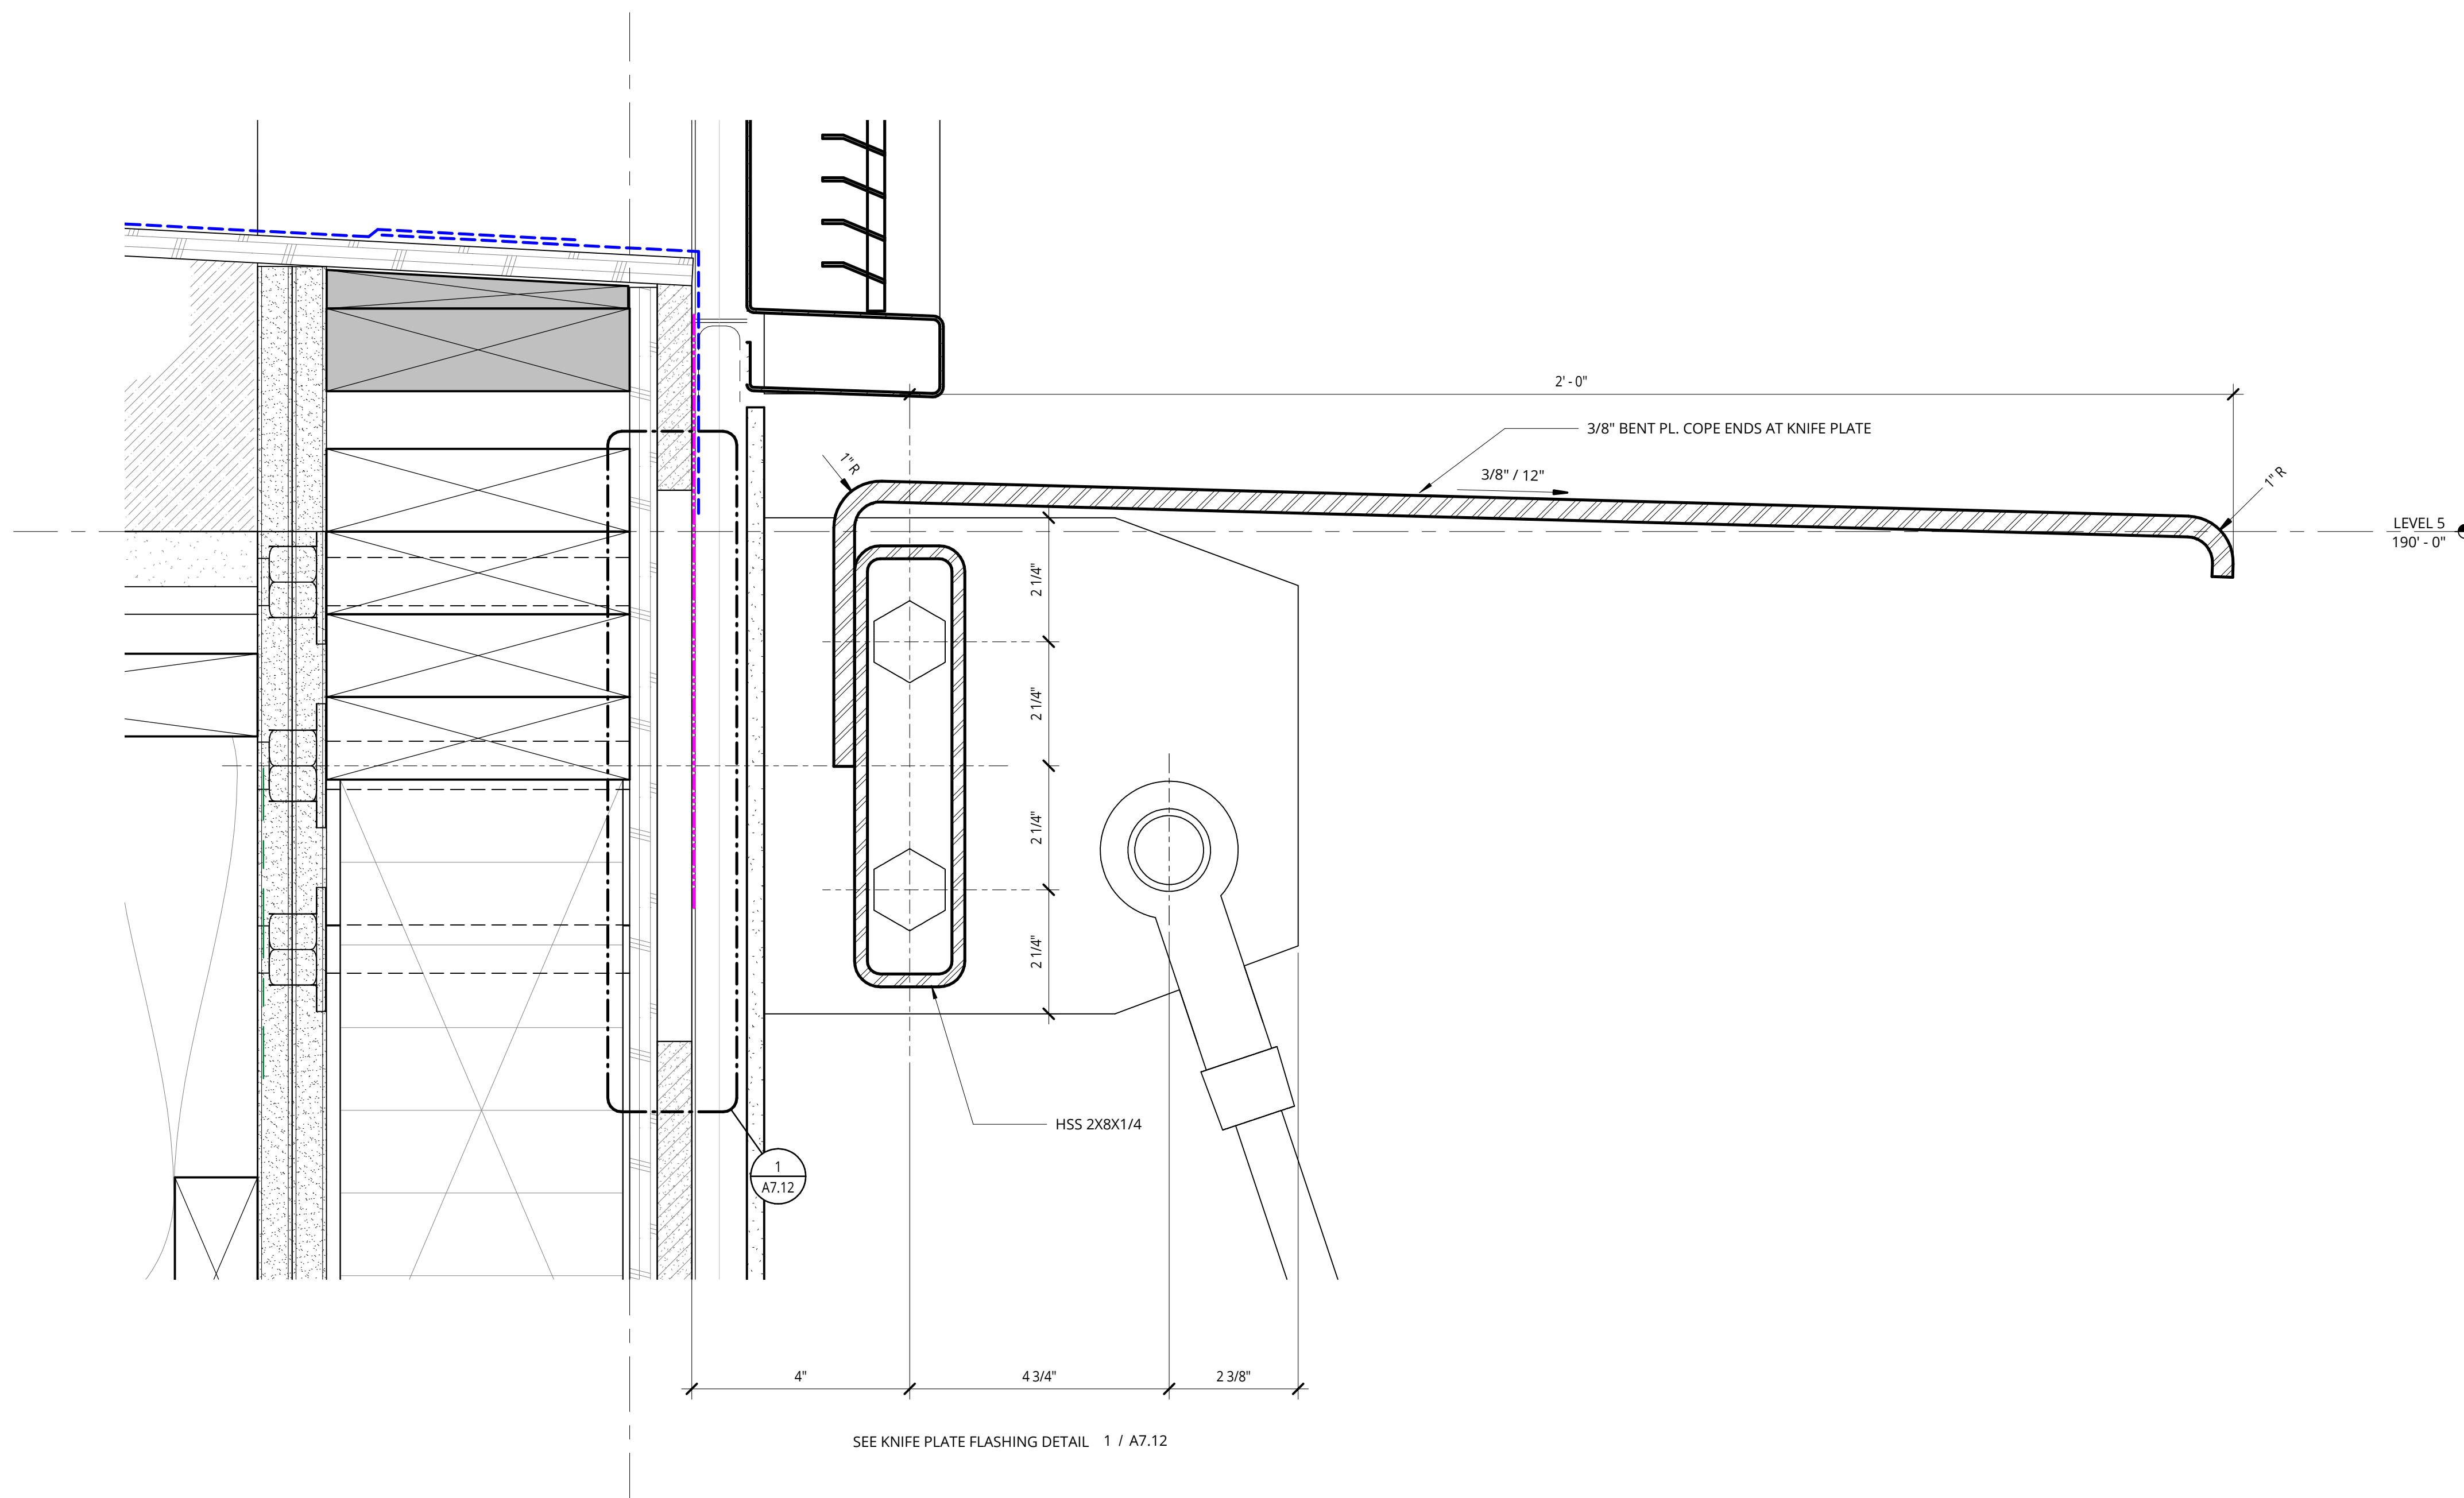 2' - 0"
3/8" BENT PL. COPE ENDS AT KNIFE PLATE
1" R
3/8" / 12"
1" R
LEVEL 5
190' - 0"
2 1/4"
2 1/4"
2 1/4"
2 1/4"
HSS 2X8X1/4
1
A7.12
4"
4 3/4"
2 3/8"
SEE KNIFE PLATE FLASHING DETAIL 1 / A7.12